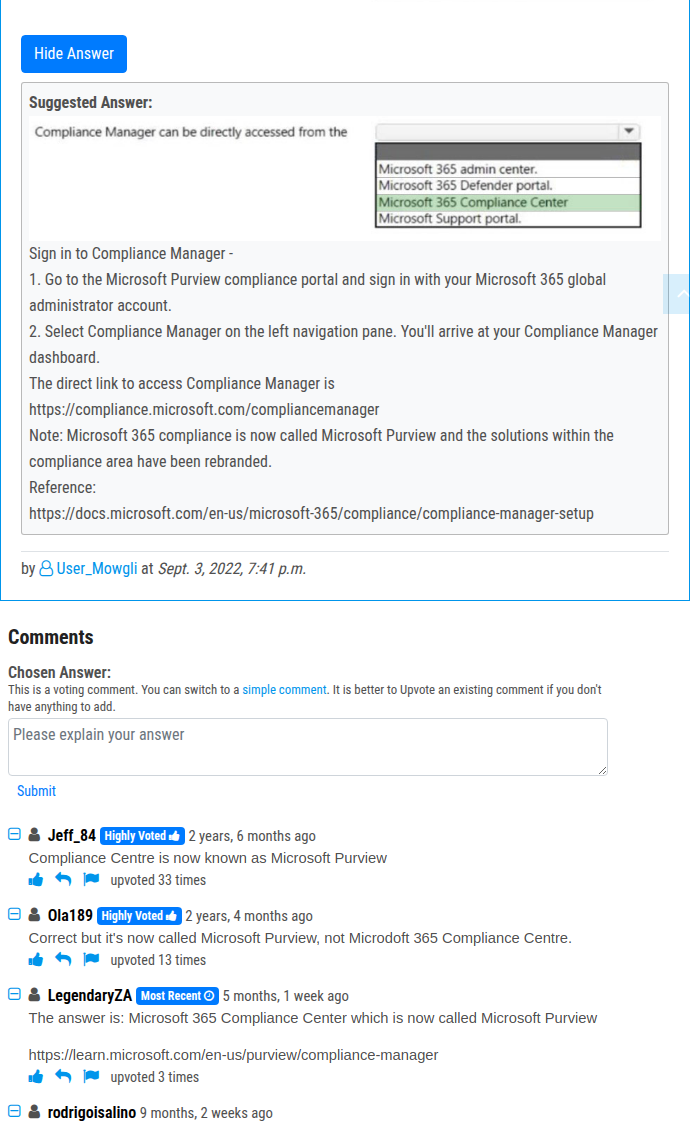 Hide Answer
Suggested Answer:
Compliance Manager can be directly accessed from the
Microsoft 365 admin center.
Microsoft 365 Defender portal.
Microsoft 365 Compliance Center
Microsoft Support portal.
Sign in to Compliance Manager -
1. Go to the Microsoft Purview compliance portal and sign in with your Microsoft 365 global
administrator account.
2. Select Compliance Manager on the left navigation pane. You'll arrive at your Compliance Manager
dashboard.
The direct link to access Compliance Manager is
https://compliance.microsoft.com/compliancemanager
Note: Microsoft 365 compliance is now called Microsoft Purview and the solutions within the
compliance area have been rebranded.
Reference:
https://docs.microsoft.com/en-us/microsoft-365/compliance/compliance-manager-setup
by User_Mowgli at Sept. 3, 2022, 7:41 p.m.
Comments
Chosen Answer:
This is a voting comment. You can switch to a simple comment. It is better to Upvote an existing comment if you don't
have anything to add.
Please explain your answer
Submit
Jeff_84 Highly Voted 2 years, 6 months ago
Compliance Centre is now known as Microsoft Purview
upvoted 33 times
Ola189 Highly Voted 2 years, 4 months ago
Correct but it's now called Microsoft Purview, not Microdoft 365 Compliance Centre.
upvoted 13 times
LegendaryZA Most Recent 5 months, 1 week ago
The answer is: Microsoft 365 Compliance Center which is now called Microsoft Purview
https://learn.microsoft.com/en-us/purview/compliance-manager
upvoted 3 times
rodrigoisalino 9 months, 2 weeks ago